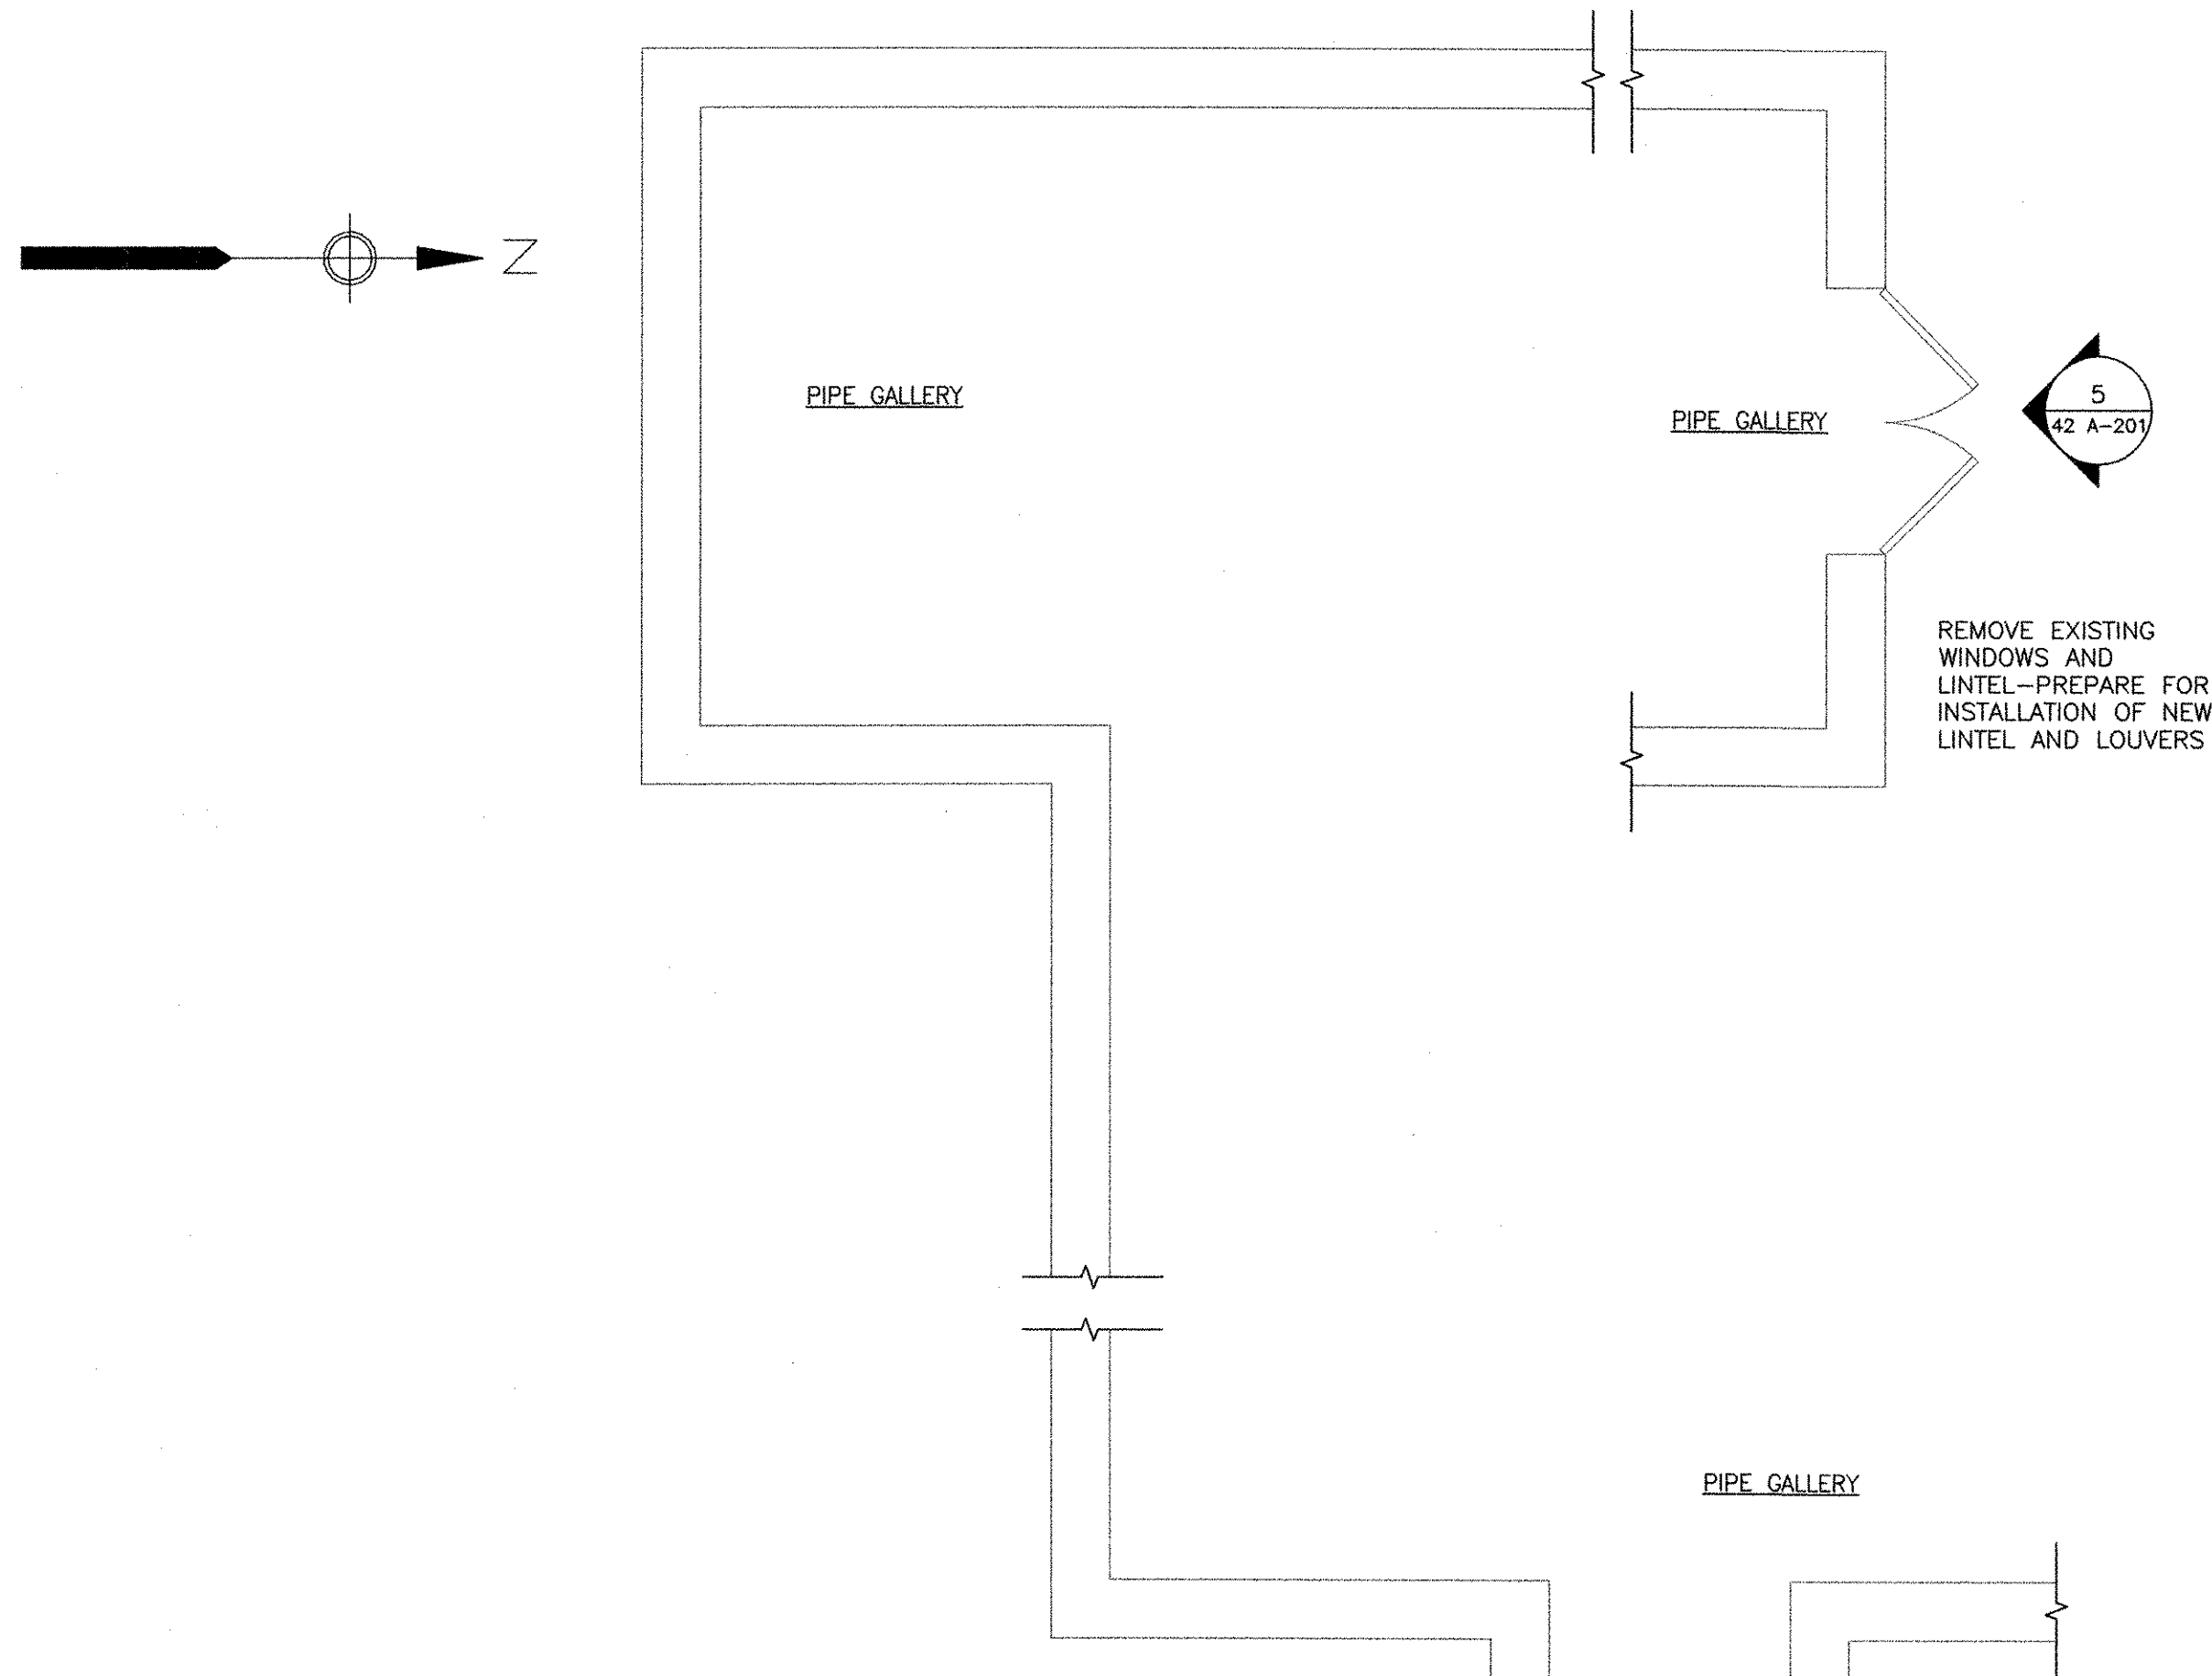 N
PIPE GALLERY
PIPE GALLERY
5
42 A-201
REMOVE EXISTING
WINDOWS AND
LINTEL-PREPARE FOR
INSTALLATION OF NEW
LINTEL AND LOUVERS
PIPE GALLERY